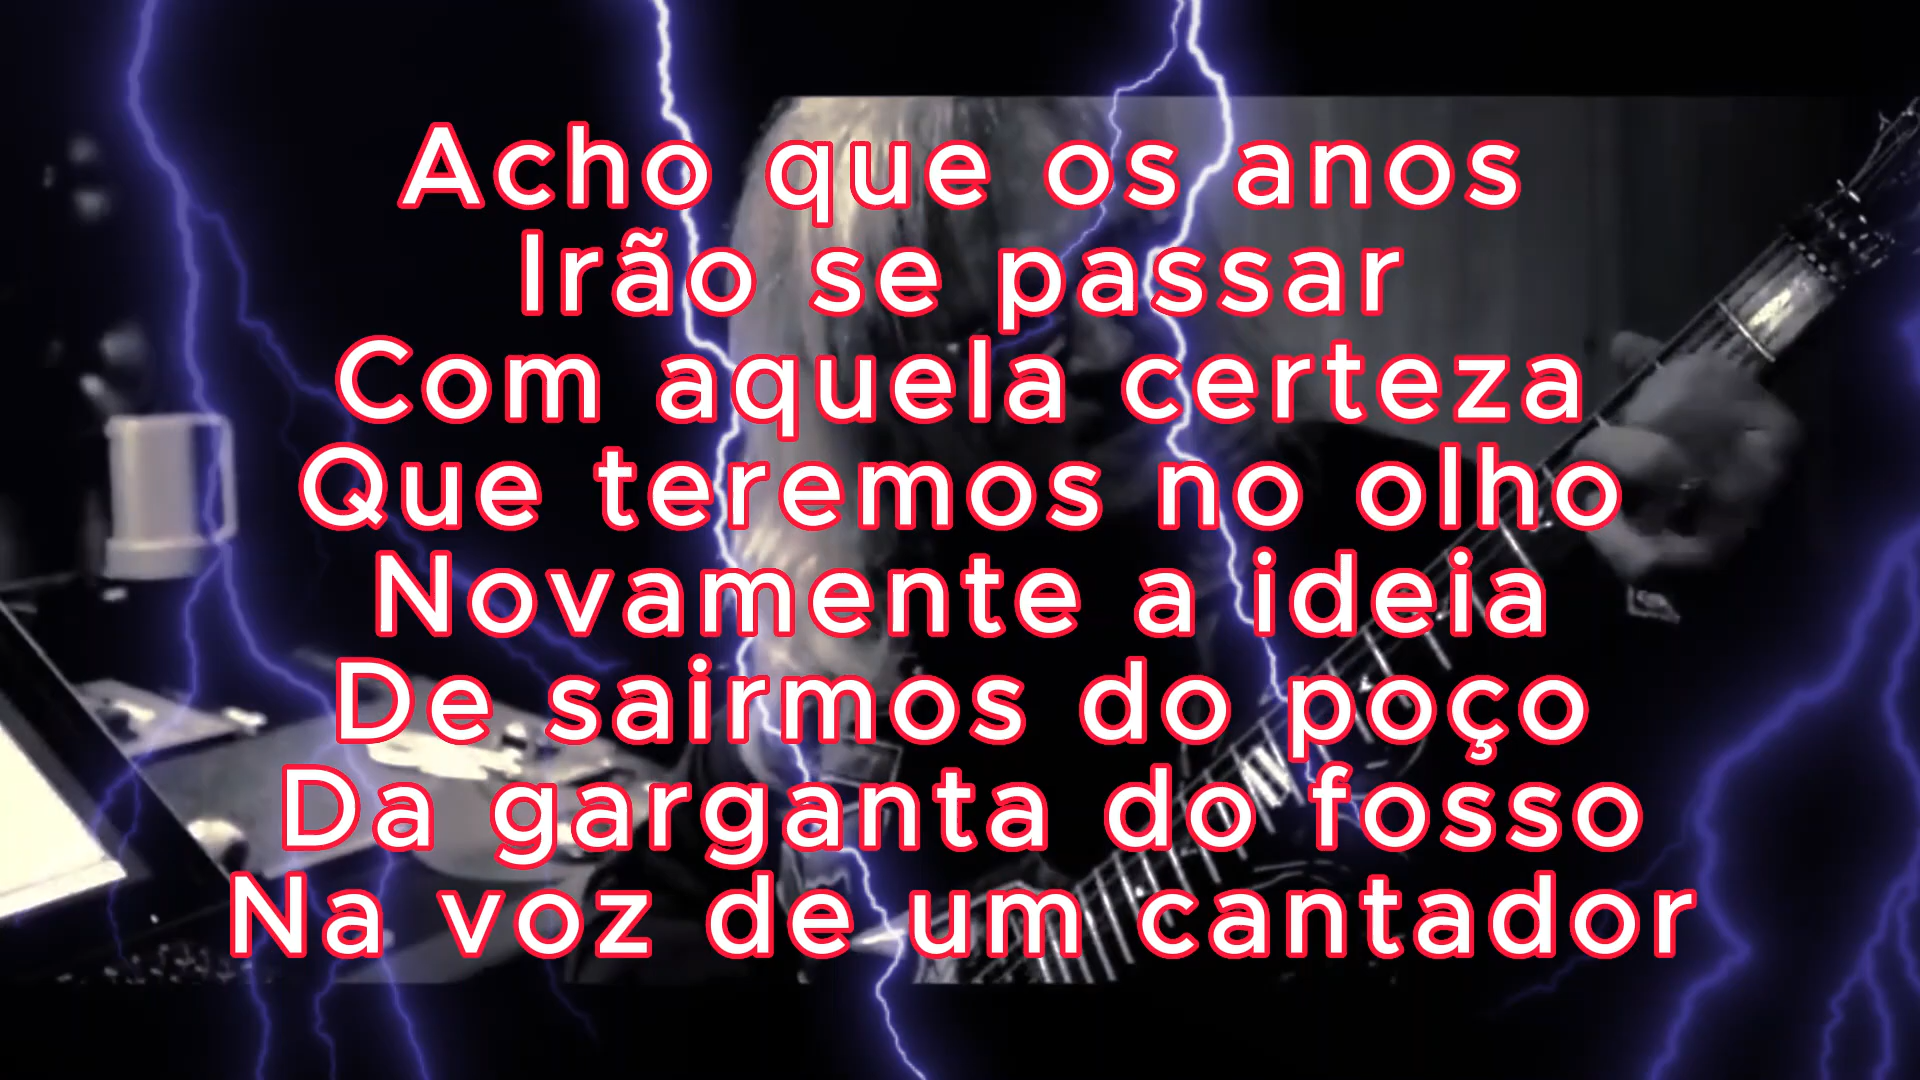 Acho que os anos
Irão se passar
Com aquela certeza
Que teremos no olho
Novamente a ideia
De sairmos do poço
Da garganta do fosso
Na voz de um cantador